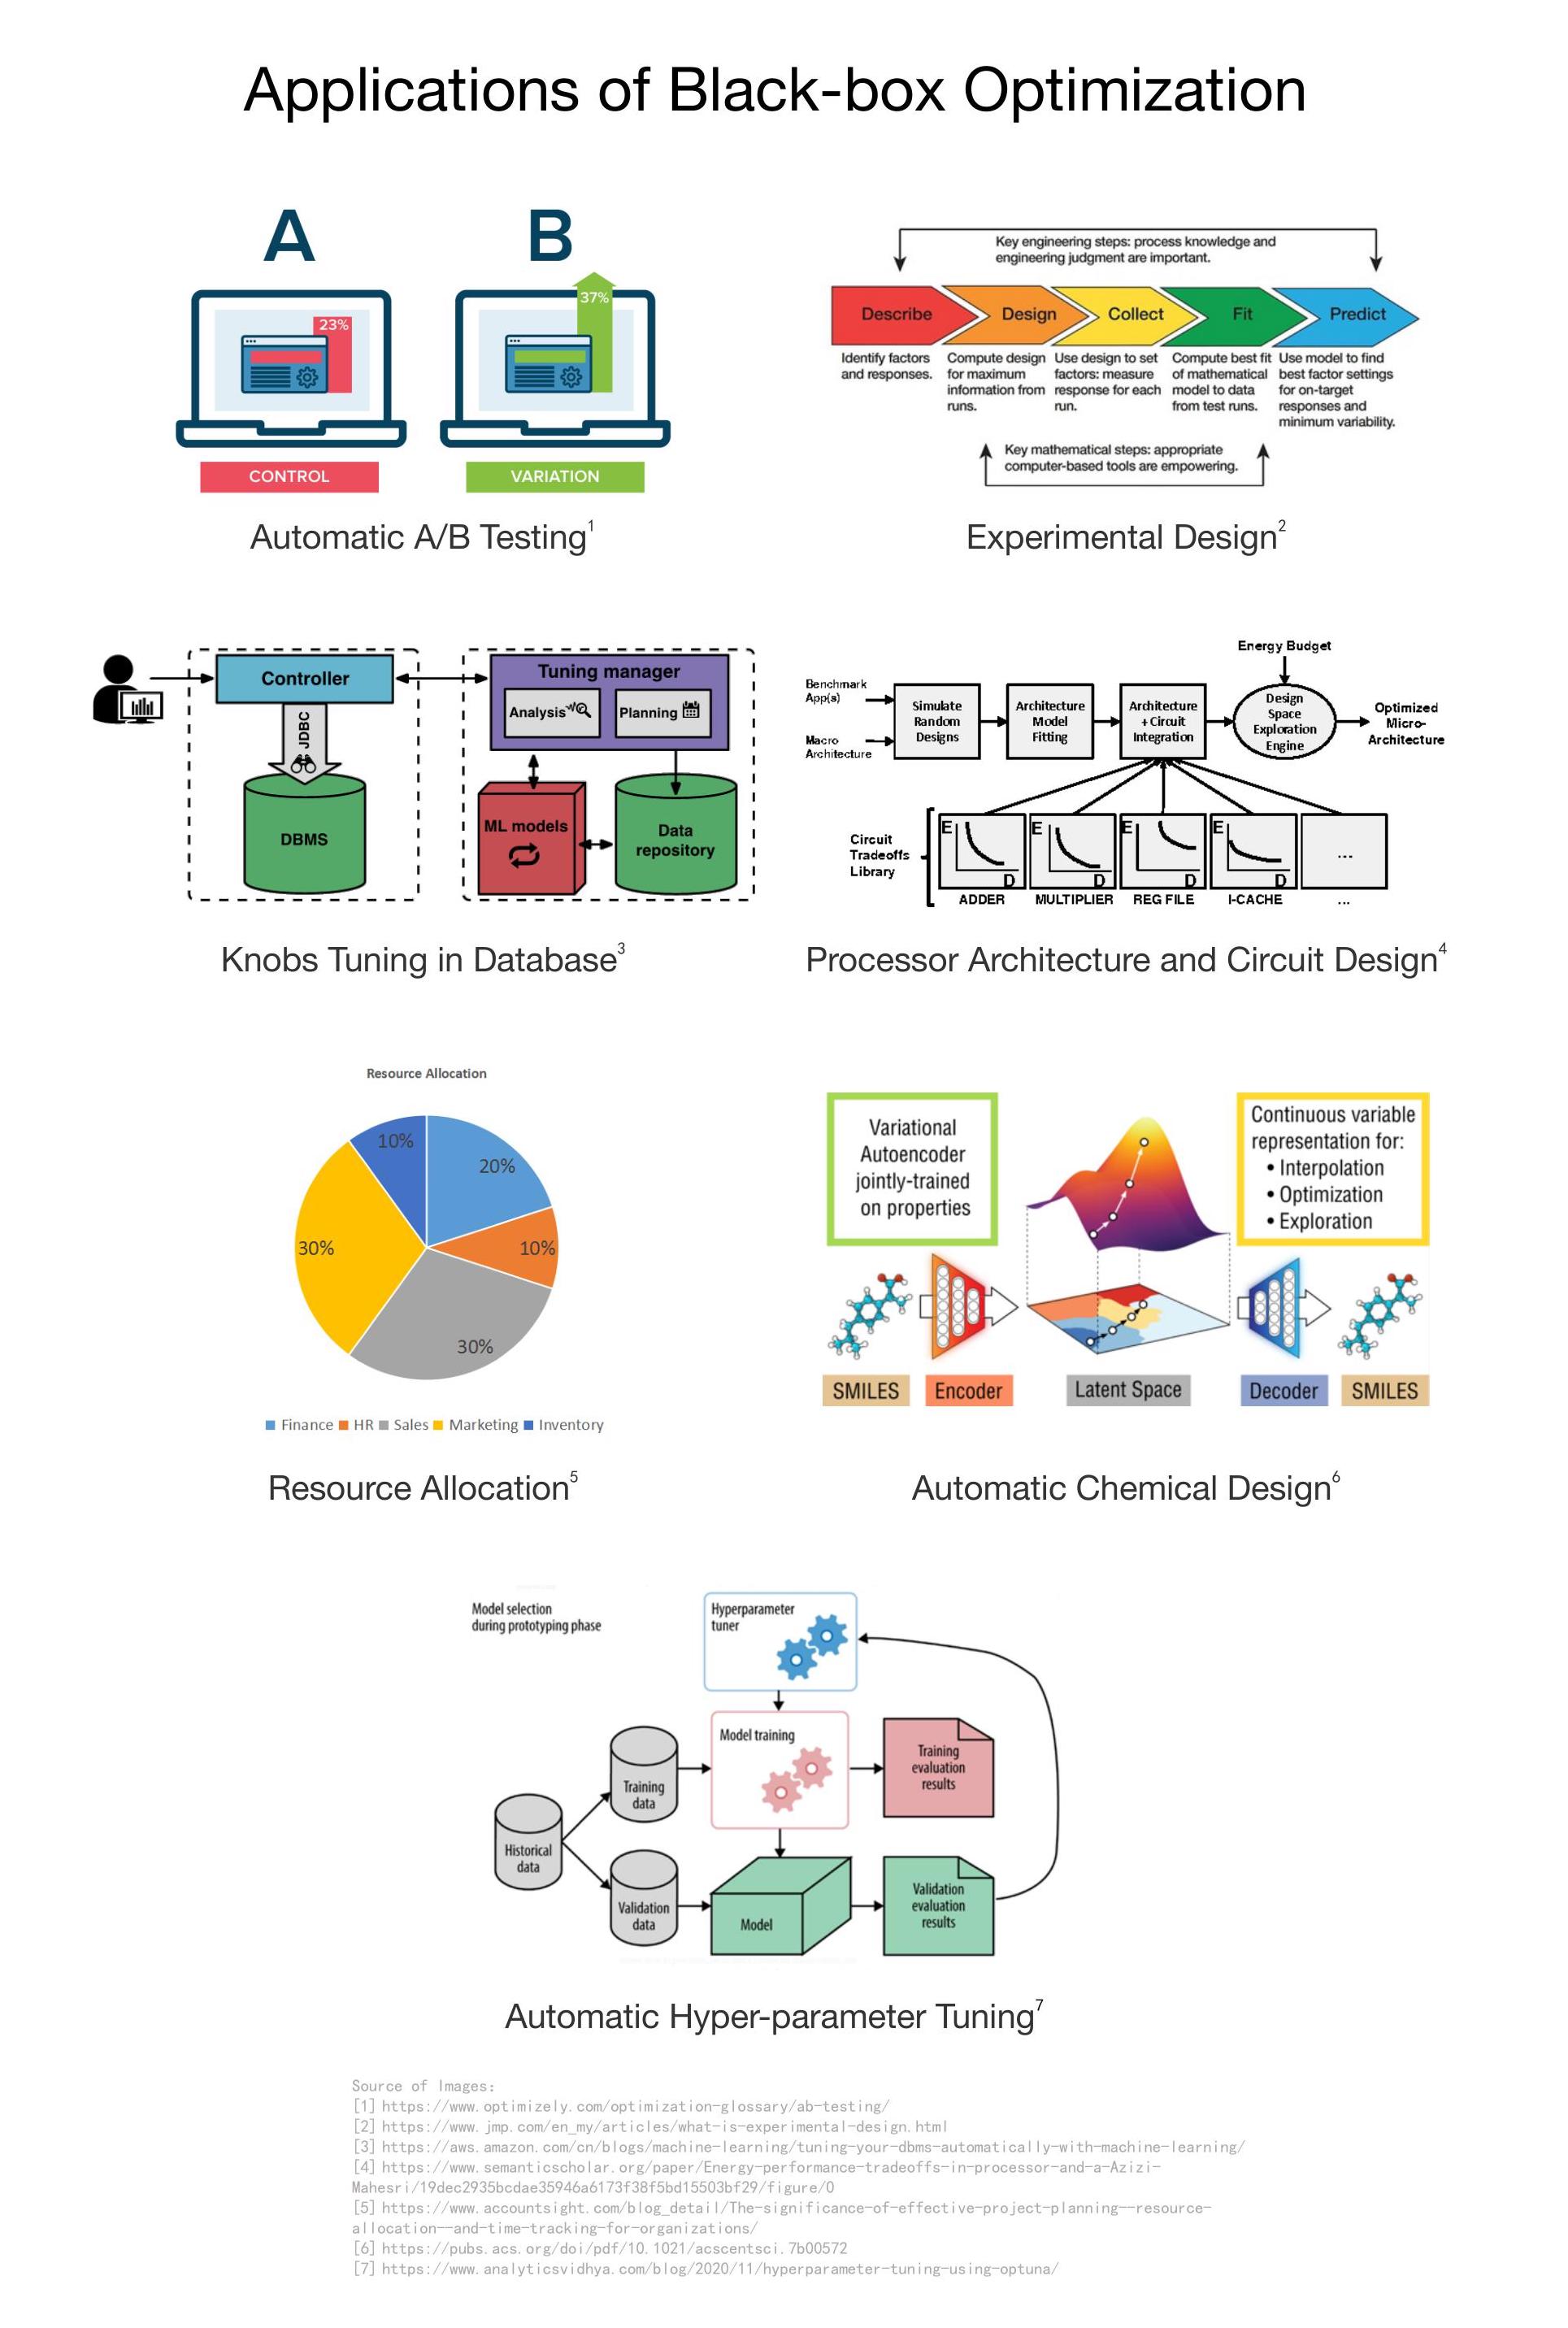 Applications of Black-box Optimization
A
B
23%
37%
CONTROL
VARIATION
Automatic A/B Testing1
Key engineering steps: process knowledge and
engineering judgment are important.
Describe
Design
Collect
Fit
Predict
Identify factors
and responses.
Compute design
for maximum
information from
runs.
Use design to set
factors: measure
response for each
run.
Compute best fit
of mathematical
model to data
from test runs.
Use model to find
best factor settings
for on-target
responses and
minimum variability.
Key mathematical steps: appropriate
computer-based tools are empowering.
Experimental Design2
Controller
JDBC
DBMS
Tuning manager
Analysis
Planning
ML models
Data
repository
Knobs Tuning in Database3
Energy Budget
Benchmark
App(s)
Macro
Architecture
Simulate
Random
Designs
Architecture
Model
Fitting
Architecture
+ Circuit
Integration
Design
Space
Exploration
Engine
Optimized
Micro-
Architecture
Circuit
Tradeoffs
Library
E
D
E
D
E
D
E
D
...
ADDER
MULTIPLIER
REG FILE
I-CACHE
...
Processor Architecture and Circuit Design4
Resource Allocation
10%
20%
30%
10%
30%
Finance HR Sales Marketing Inventory
Resource Allocation5
Variational
Autoencoder
jointly-trained
on properties
Continuous variable
representation for:
• Interpolation
• Optimization
• Exploration
SMILES
Encoder
Latent Space
Decoder
SMILES
Automatic Chemical Design6
Model selection
during prototyping phase
Hyperparameter
tuner
Model training
Training
evaluation
results
Training
data
Historical
data
Validation
data
Model
Validation
evaluation
results
Automatic Hyper-parameter Tuning7
Source of Images:
[1] https://www.optimizely.com/optimization-glossary/ab-testing/
[2] https://www.jmp.com/en_my/articles/what-is-experimental-design.html
[3] https://aws.amazon.com/cn/blogs/machine-learning/tuning-your-dbms-automatically-with-machine-learning/
[4] https://www.semanticscholar.org/paper/Energy-performance-tradeoffs-in-processor-and-a-Azizi-
Mahesri/19dec2935bcdae35946a6173f38f5bd15503bf29/figure/0
[5] https://www.accountsight.com/blog_detail/The-significance-of-effective-project-planning--resource-
allocation--and-time-tracking-for-organizations/
[6] https://pubs.acs.org/doi/pdf/10.1021/acscentsci.7b00572
[7] https://www.analyticsvidhya.com/blog/2020/11/hyperparameter-tuning-using-optuna/